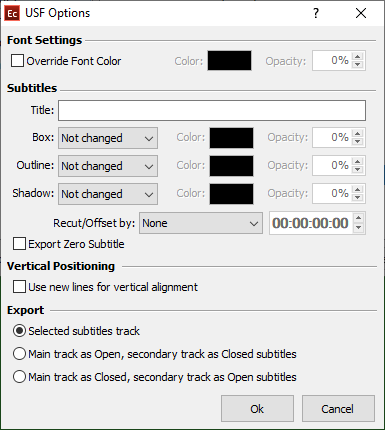 Ec USF Options ?
Font Settings
Override Font Color Color: Opacity: 0%
Subtitles
Title:
Box: Not changed Color: Opacity: 0%
Outline: Not changed Color: Opacity: 0%
Shadow: Not changed Color: Opacity: 0%
Recut/Offset by: None 00:00:00:00
Export Zero Subtitle
Vertical Positioning
Use new lines for vertical alignment
Export
Selected subtitles track
Main track as Open, secondary track as Closed subtitles
Main track as Closed, secondary track as Open subtitles
Ok Cancel